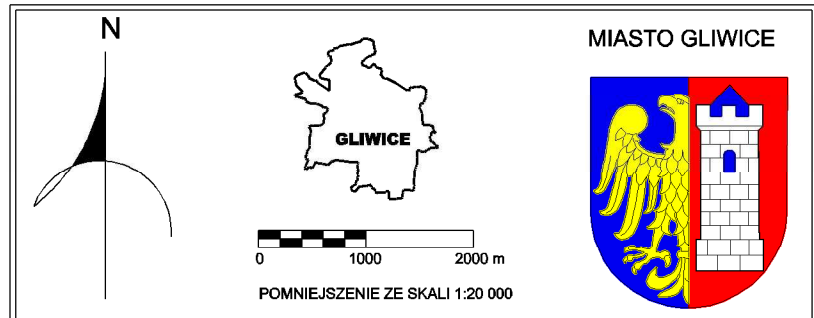 N
GLIWICE
0 1000 2000 m
POMNIEJSZENIE ZE SKALI 1:20 000
MIASTO GLIWICE